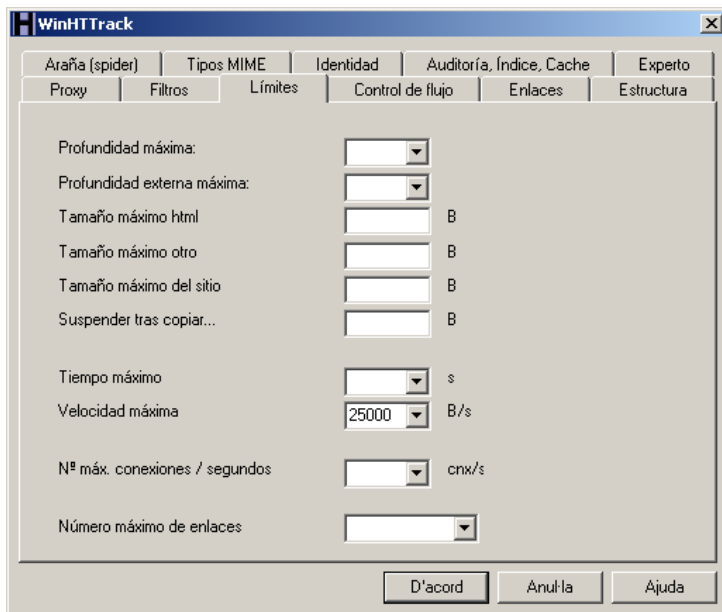 WinHTTrack
Araña (spider) Tipos MIME Identidad Auditoría, Índice, Cache Experto
Proxy Filtros Límites Control de flujo Enlaces Estructura
Profundidad máxima:
Profundidad externa máxima:
Tamaño máximo html B
Tamaño máximo otro B
Tamaño máximo del sitio B
Suspender tras copiar... B
Tiempo máximo s
Velocidad máxima 25000 B/s
Nº máx. conexiones / segundos cnx/s
Número máximo de enlaces
D'acord Anul·la Ajuda